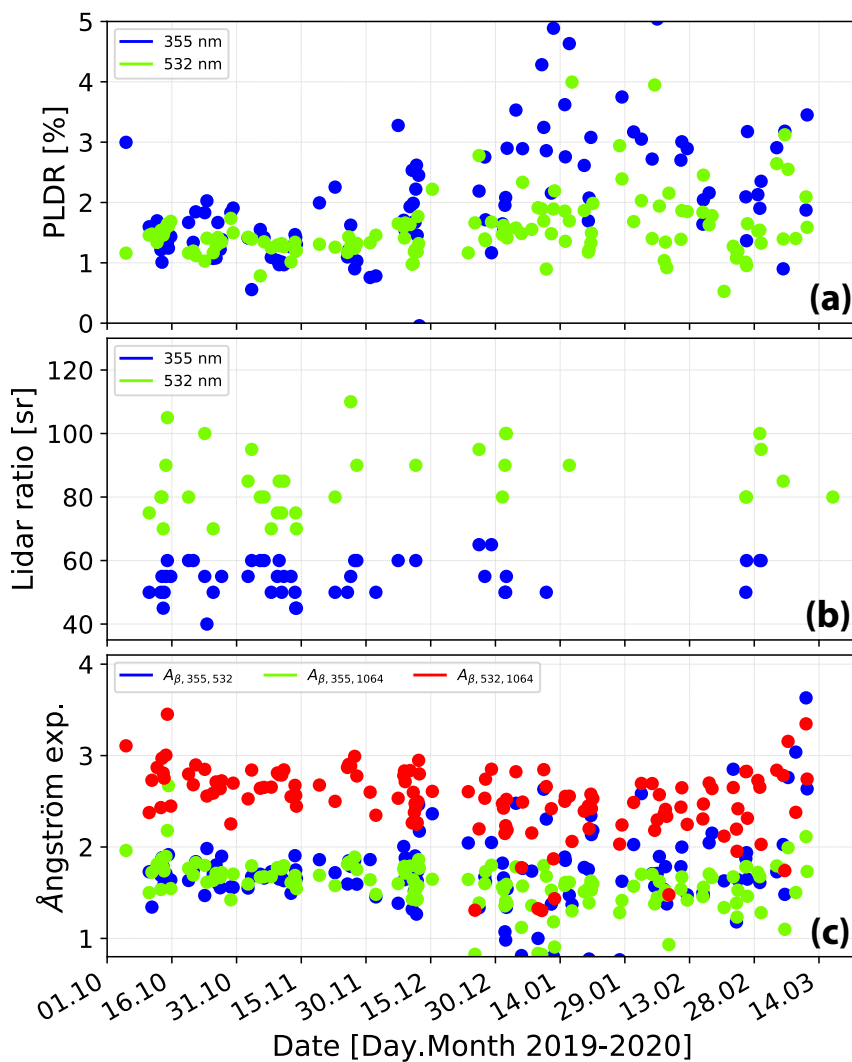 5
4
3
2
1
0
PLDR [%]
355 nm
532 nm
(a)
120
100
80
60
40
Lidar ratio [sr]
355 nm
532 nm
(b)
4
3
2
1
Ångström exp.
Aβ,355,532 Aβ,355,1064 Aβ,532,1064
(c)
01.10 16.10 31.10 15.11 30.11 15.12 30.12 14.01 29.01 13.02 28.02 14.03
Date [Day.Month 2019-2020]